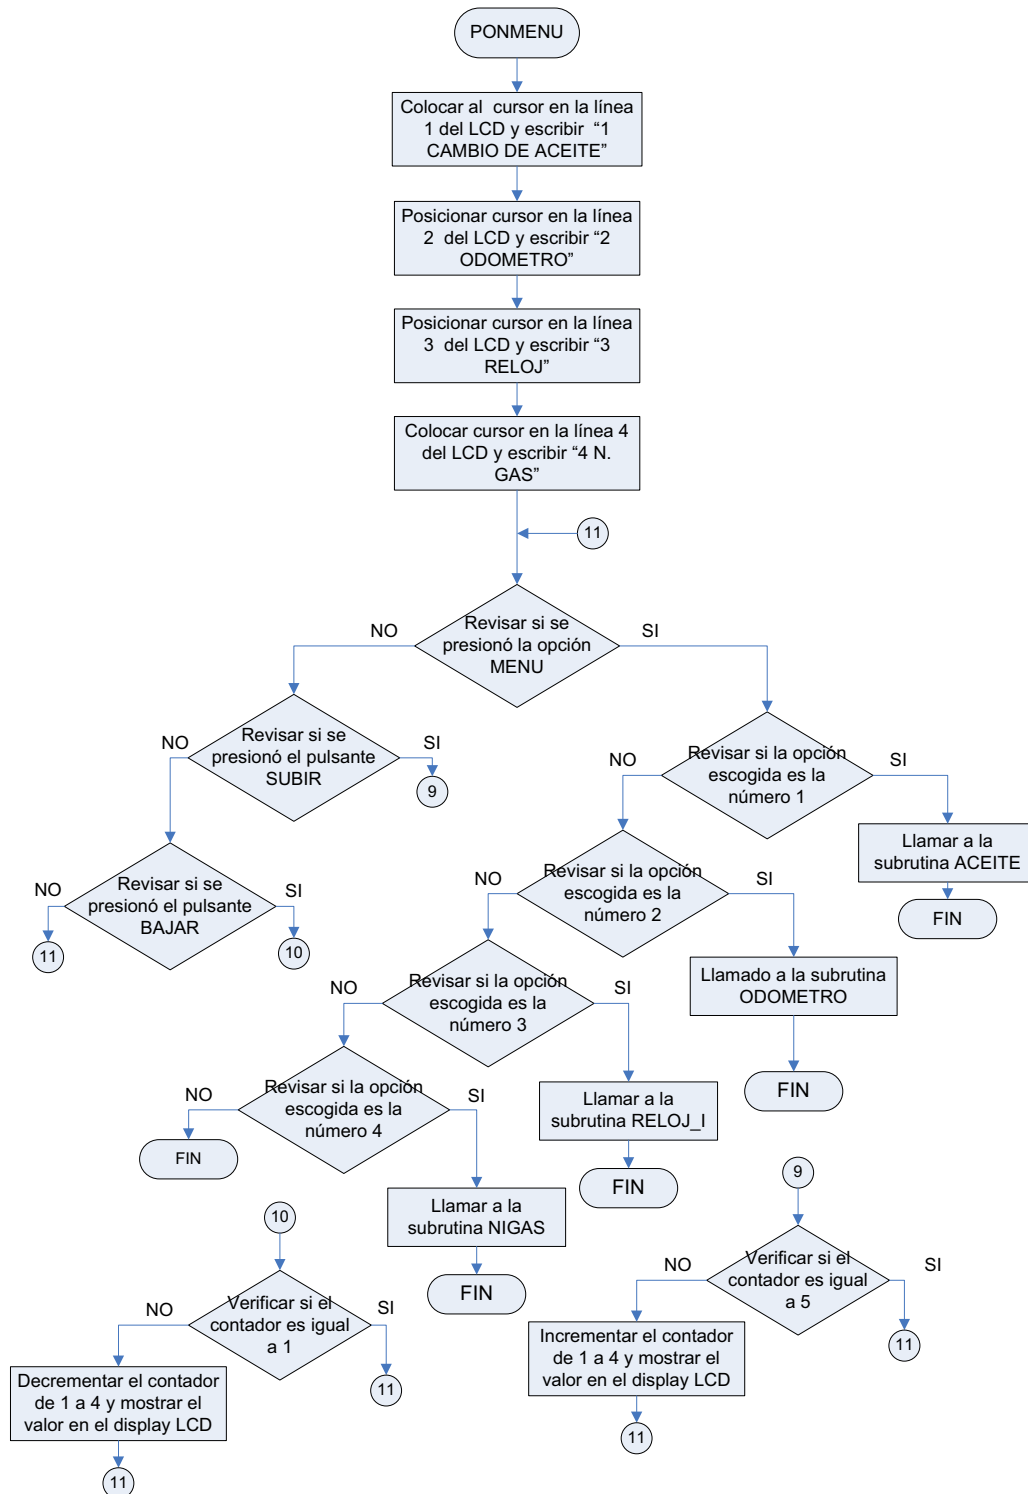 PONMENU
Colocar al cursor en la línea
1 del LCD y escribir “1
CAMBIO DE ACEITE”
Posicionar cursor en la línea
2 del LCD y escribir “2
ODOMETRO”
Posicionar cursor en la línea
3 del LCD y escribir “3
RELOJ”
Colocar cursor en la línea 4
del LCD y escribir “4 N.
GAS”
11
NO
Revisar si se
presionó la opción
MENU
SI
NO
Revisar si se
presionó el pulsante
SUBIR
SI
9
NO
Revisar si la opción
escogida es la
número 1
SI
Llamar a la
subrutina ACEITE
FIN
NO
Revisar si se
presionó el pulsante
BAJAR
SI
11
10
NO
Revisar si la opción
escogida es la
número 2
SI
Llamado a la subrutina
ODOMETRO
FIN
NO
Revisar si la opción
escogida es la
número 3
SI
Llamar a la
subrutina RELOJ_I
FIN
NO
Revisar si la opción
escogida es la
número 4
SI
FIN
Llamar a la
subrutina NIGAS
FIN
10
NO
Verificar si el
contador es igual
a 1
SI
11
Decrementar el contador
de 1 a 4 y mostrar el
valor en el display LCD
11
9
NO
Verificar si el
contador es igual
a 5
SI
11
Incrementar el contador
de 1 a 4 y mostrar el
valor en el display LCD
11